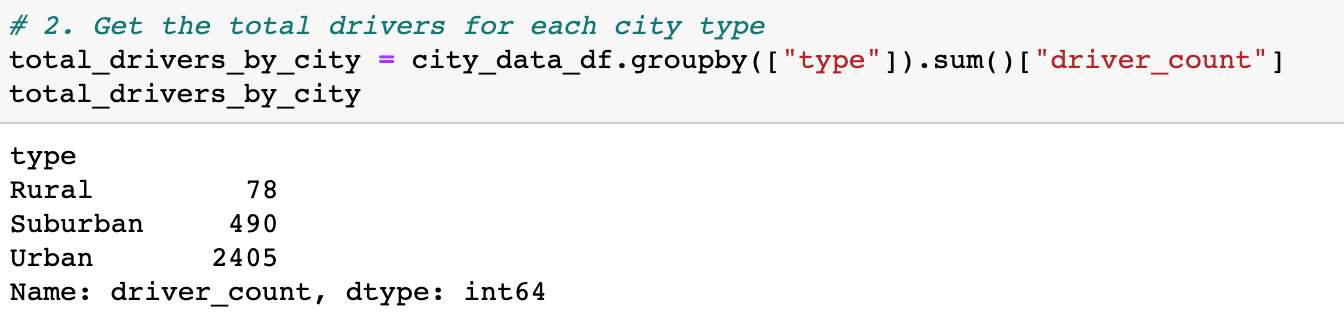 # 2. Get the total drivers for each city type
total_drivers_by_city = city_data_df.groupby(["type"]).sum()["driver_count"]
total_drivers_by_city
type
Rural         78
Suburban     490
Urban       2405
Name: driver_count, dtype: int64